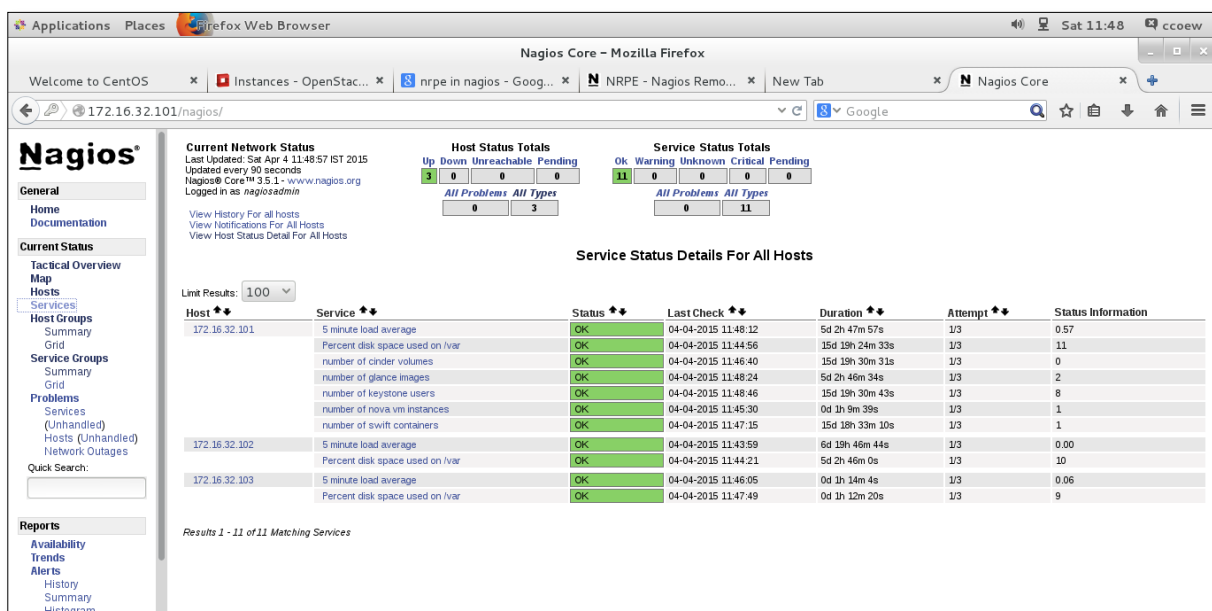 Applications Places Firefox Web Browser Sat 11:48 ccoew
Nagios Core - Mozilla Firefox
Welcome to CentOS × Instances - OpenStac... × nrpe in nagios - Goog... × NRPE - Nagios Remo... × New Tab × Nagios Core ×
172.16.32.101/nagios/ Google
Nagios®
General
Home
Documentation
Current Status
Tactical Overview
Map
Hosts
Services
Host Groups
Summary
Grid
Service Groups
Summary
Grid
Problems
Services
(Unhandled)
Hosts (Unhandled)
Network Outages
Quick Search:
Reports
Availability
Trends
Alerts
History
Summary
Histogram
Current Network Status
Last Updated: Sat Apr 4 11:48:57 IST 2015
Updated every 90 seconds
Nagios® Core™ 3.5.1 - www.nagios.org
Logged in as nagiosadmin
View History For all hosts
View Notifications For All Hosts
View Host Status Detail For All Hosts
Host Status Totals
Up Down Unreachable Pending
3 0 0 0
All Problems All Types
0 3
Service Status Totals
Ok Warning Unknown Critical Pending
11 0 0 0 0
All Problems All Types
0 11
Service Status Details For All Hosts
Limit Results: 100
Host Service Status Last Check Duration Attempt Status Information
172.16.32.101 5 minute load average OK 04-04-2015 11:48:12 5d 2h 47m 57s 1/3 0.57
Percent disk space used on /var OK 04-04-2015 11:44:56 15d 19h 24m 33s 1/3 11
number of cinder volumes OK 04-04-2015 11:46:40 15d 19h 30m 31s 1/3 0
number of glance images OK 04-04-2015 11:48:24 5d 2h 46m 34s 1/3 2
number of keystone users OK 04-04-2015 11:48:46 15d 19h 30m 43s 1/3 8
number of nova vm instances OK 04-04-2015 11:45:30 0d 1h 9m 39s 1/3 1
number of swift containers OK 04-04-2015 11:47:15 15d 18h 33m 10s 1/3 1
172.16.32.102 5 minute load average OK 04-04-2015 11:43:59 6d 19h 46m 44s 1/3 0.00
Percent disk space used on /var OK 04-04-2015 11:44:21 5d 2h 46m 0s 1/3 10
172.16.32.103 5 minute load average OK 04-04-2015 11:46:05 0d 1h 14m 4s 1/3 0.06
Percent disk space used on /var OK 04-04-2015 11:47:49 0d 1h 12m 20s 1/3 9
Results 1 - 11 of 11 Matching Services